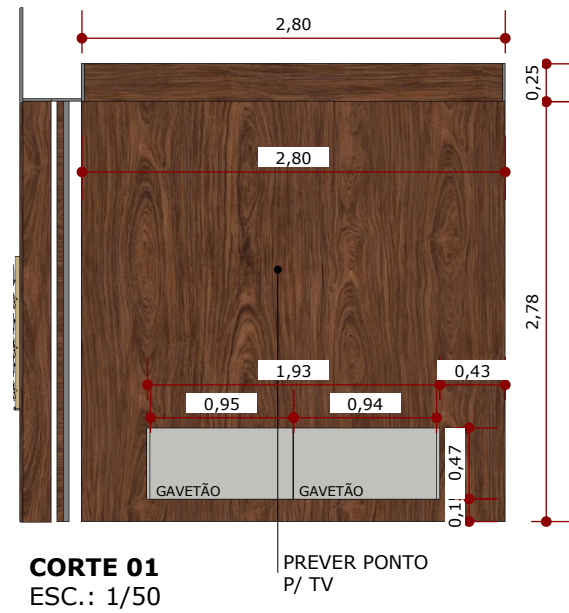 2,80
0,25
2,80
2,78
1,93
0,43
0,95
0,94
0,47
GAVETÃO
GAVETÃO
CORTE 01
ESC.: 1/50
PREVER PONTO
P/ TV